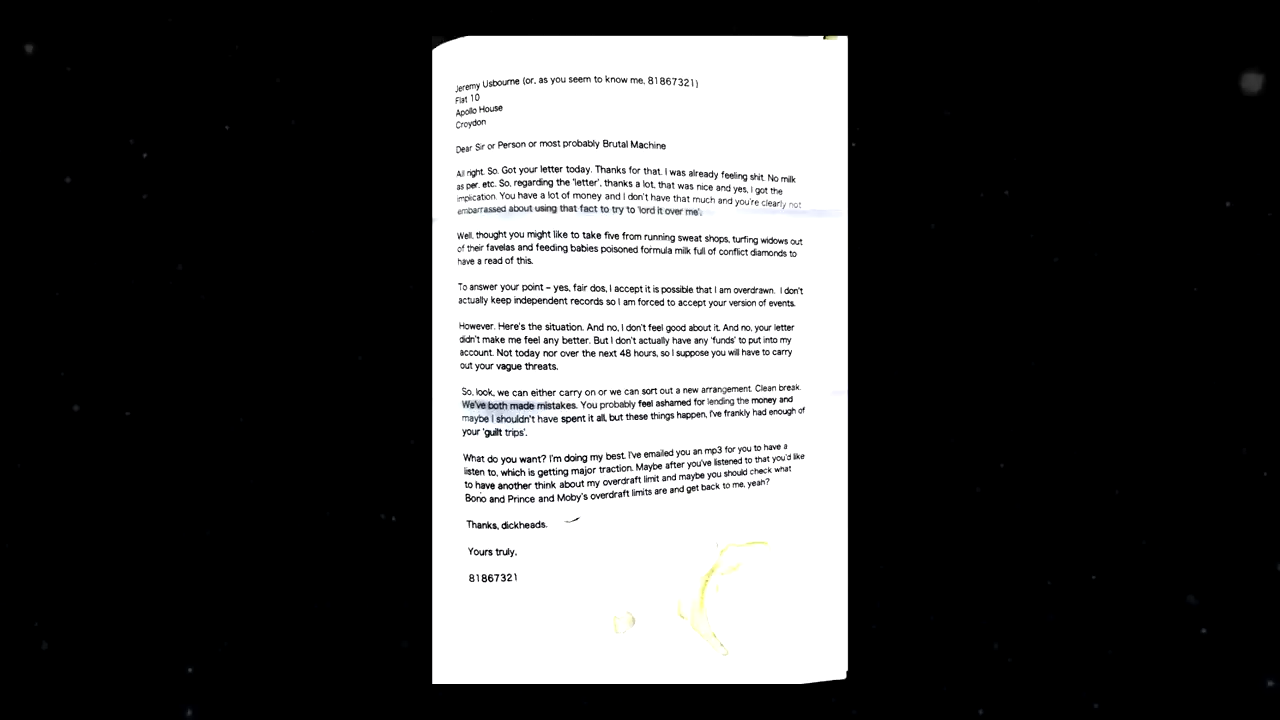 Jeremy Usbourne (or, as you seem to know me, 81867321)
Flat 10
Apollo House
Croydon
Dear Sir or Person or most probably Brutal Machine
All right. So. Got your letter today. Thanks for that. I was already feeling shit. No milk
as per. etc. So, regarding the 'letter', thanks a lot, that was nice and yes, I got the
implication. You have a lot of money and I don't have that much and you're clearly not
embarrassed about using that fact to try to 'lord it over me'.
Well, thought you might like to take five from running sweat shops, turfing widows out
of their favelas and feeding babies poisoned formula milk full of conflict diamonds to
have a read of this.
To answer your point – yes, fair dos, I accept it is possible that I am overdrawn. I don't
actually keep independent records so I am forced to accept your version of events.
However. Here's the situation. And no, I don't feel good about it. And no, your letter
didn't make me feel any better. But I don't actually have any 'funds' to put into my
account. Not today nor over the next 48 hours, so I suppose you will have to carry
out your vague threats.
So, look, we can either carry on or we can sort out a new arrangement. Clean break.
We've both made mistakes. You probably feel ashamed for lending the money and
maybe I shouldn't have spent it all, but these things happen, I've frankly had enough of
your 'guilt trips'.
What do you want? I'm doing my best. I've emailed you an mp3 for you to have a
listen to, which is getting major traction. Maybe after you've listened to that you'd like
to have another think about my overdraft limit and maybe you should check what
Bono and Prince and Moby's overdraft limits are and get back to me, yeah?
Thanks, dickheads.
Yours truly,
81867321